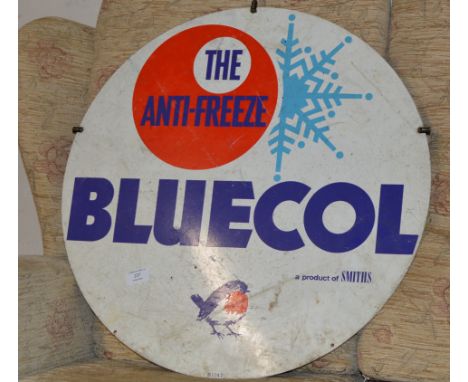 THE
ANTI-FREEZE
BLUECOL
a product of SMITHS